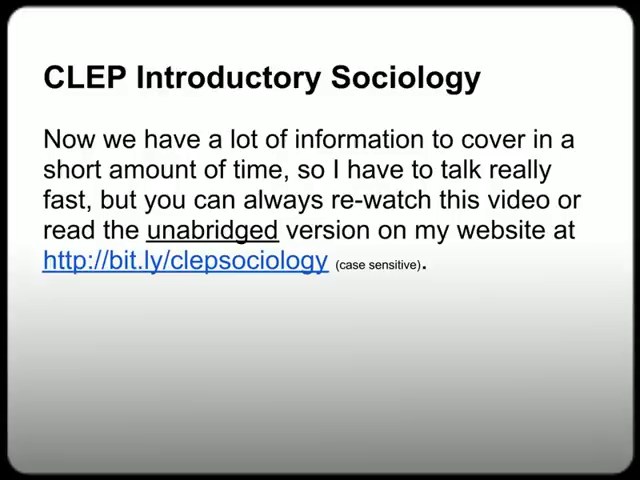 CLEP Introductory Sociology
Now we have a lot of information to cover in a
short amount of time, so I have to talk really
fast, but you can always re-watch this video or
read the unabridged version on my website at
http://bit.ly/clepsociology (case sensitive).